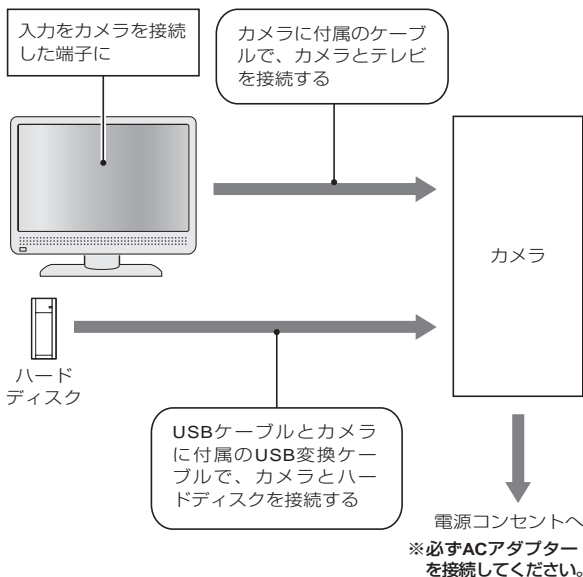 入力をカメラを接続
した端子に
カメラに付属のケーブ
ルで、カメラとテレビ
を接続する
カメラ
ハード
ディスク
USBケーブルとカメラ
に付属のUSB変換ケー
ブルで、カメラとハー
ドディスクを接続する
電源コンセントへ
※必ずACアダプター
を接続してください。